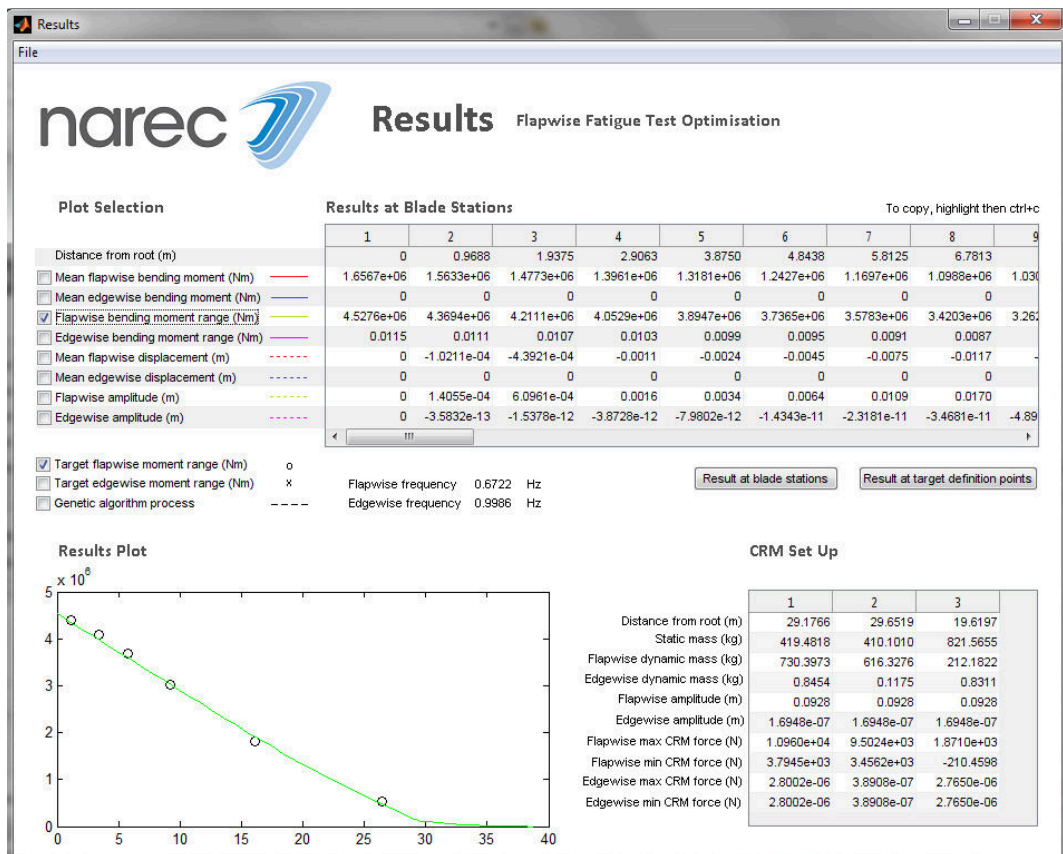 Results
File
narec
Results Flapwise Fatigue Test Optimisation
Plot Selection
Results at Blade Stations
To copy, highlight then ctrl+c
1 2 3 4 5 6 7 8 9
Distance from root (m) 0 0.9688 1.9375 2.9063 3.8750 4.8438 5.8125 6.7813
Mean flapwise bending moment (Nm) 1.6567e+06 1.5633e+06 1.4773e+06 1.3961e+06 1.3181e+06 1.2427e+06 1.1697e+06 1.0988e+06 1.030
Mean edgewise bending moment (Nm) 0 0 0 0 0 0 0 0
Flapwise bending moment range (Nm) 4.5276e+06 4.3694e+06 4.2111e+06 4.0529e+06 3.8947e+06 3.7365e+06 3.5783e+06 3.4203e+06 3.262
Edgewise bending moment range (Nm) 0.0115 0.0111 0.0107 0.0103 0.0099 0.0095 0.0091 0.0087
Mean flapwise displacement (m) 0 -1.0211e-04 -4.3921e-04 -0.0011 -0.0024 -0.0045 -0.0075 -0.0117 -
Mean edgewise displacement (m) 0 0 0 0 0 0 0 0
Flapwise amplitude (m) 0 1.4055e-04 6.0961e-04 0.0016 0.0034 0.0064 0.0109 0.0170
Edgewise amplitude (m) 0 -3.5832e-13 -1.5378e-12 -3.8728e-12 -7.9802e-12 -1.4343e-11 -2.3181e-11 -3.4681e-11 -4.89
Target flapwise moment range (Nm) o
Target edgewise moment range (Nm) x
Genetic algorithm process
Flapwise frequency 0.6722 Hz
Edgewise frequency 0.9986 Hz
Result at blade stations
Result at target definition points
Results Plot
x 10^6
5
4
3
2
1
0
0 5 10 15 20 25 30 35 40
CRM Set Up
1 2 3
Distance from root (m) 29.1766 29.6519 19.6197
Static mass (kg) 419.4818 410.1010 821.5655
Flapwise dynamic mass (kg) 730.3973 616.3276 212.1822
Edgewise dynamic mass (kg) 0.8454 0.1175 0.8311
Flapwise amplitude (m) 0.0928 0.0928 0.0928
Edgewise amplitude (m) 1.6948e-07 1.6948e-07 1.6948e-07
Flapwise max CRM force (N) 1.0960e+04 9.5024e+03 1.8710e+03
Flapwise min CRM force (N) 3.7945e+03 3.4562e+03 -210.4598
Edgewise max CRM force (N) 2.8002e-06 3.8908e-07 2.7650e-06
Edgewise min CRM force (N) 2.8002e-06 3.8908e-07 2.7650e-06